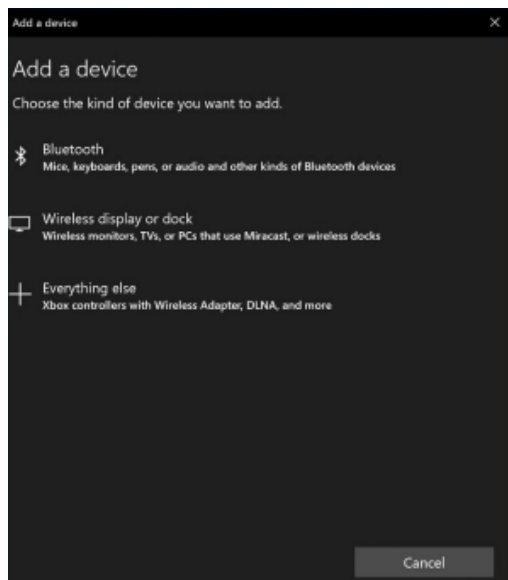 Add a device
Add a device
Choose the kind of device you want to add.
Bluetooth
Mice, keyboards, pens, or audio and other kinds of Bluetooth devices
Wireless display or dock
Wireless monitors, TVs, or PCs that use Miracast, or wireless docks
Everything else
Xbox controllers with Wireless Adapter, DLNA, and more
Cancel